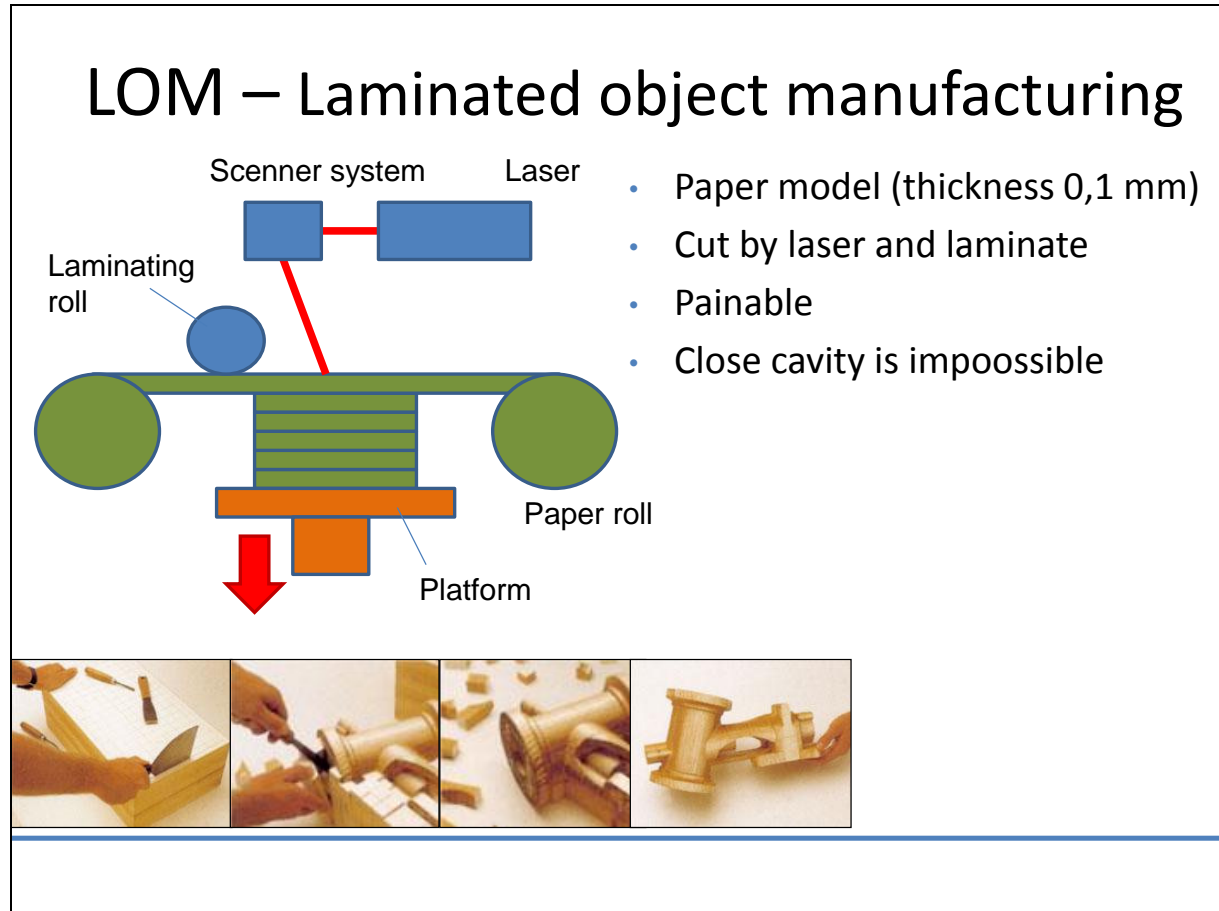 LOM – Laminated object manufacturing
Scenner system
Laser
Laminating
roll
Paper roll
Platform
• Paper model (thickness 0,1 mm)
• Cut by laser and laminate
• Painable
• Close cavity is impoossible